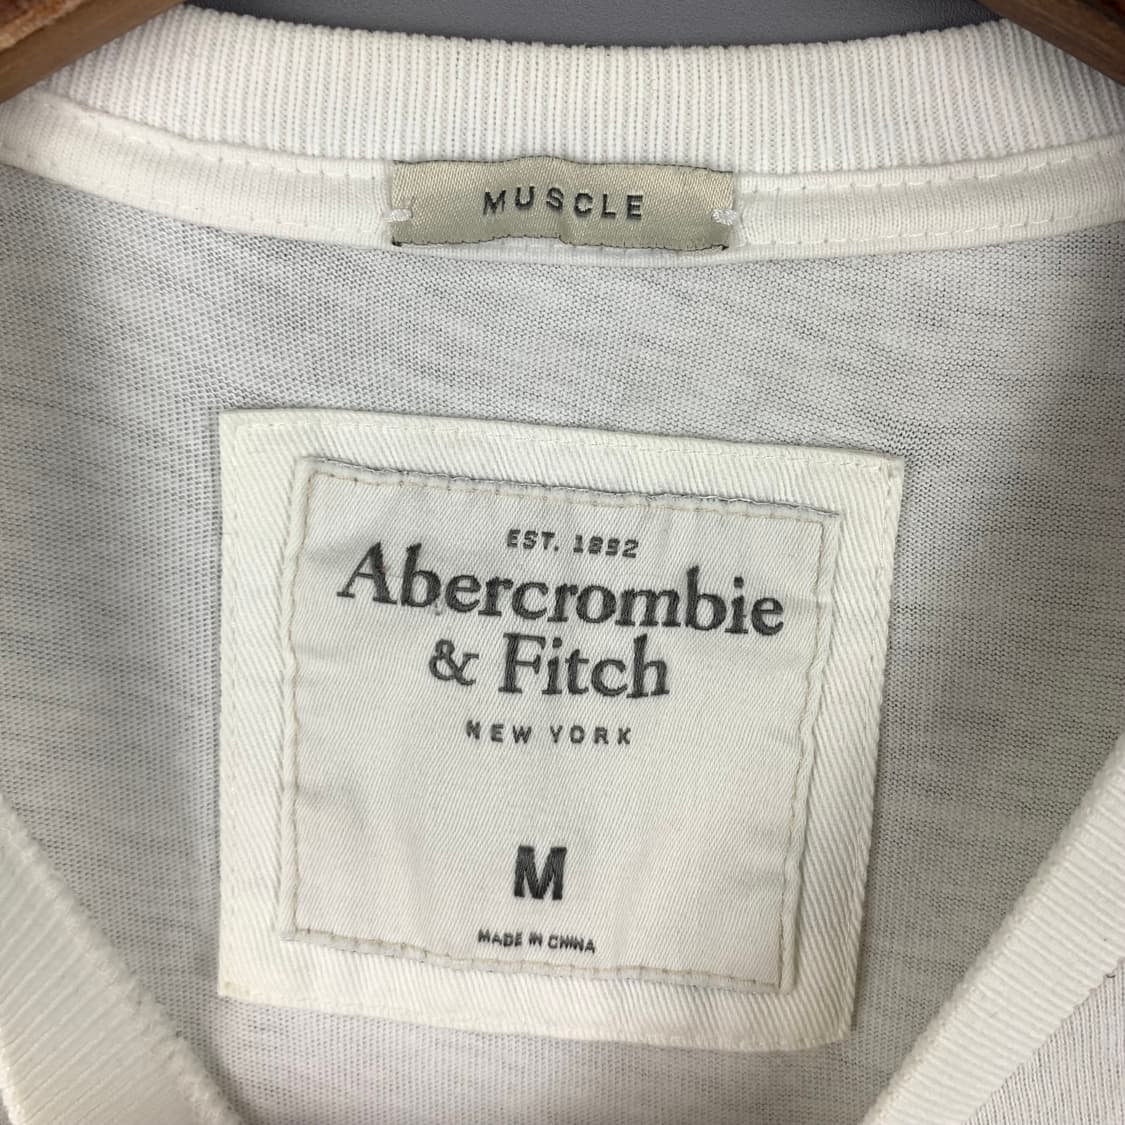 MUSCLE
EST. 1892
Abercrombie
& Fitch
NEW YORK
M
MADE IN CHINA